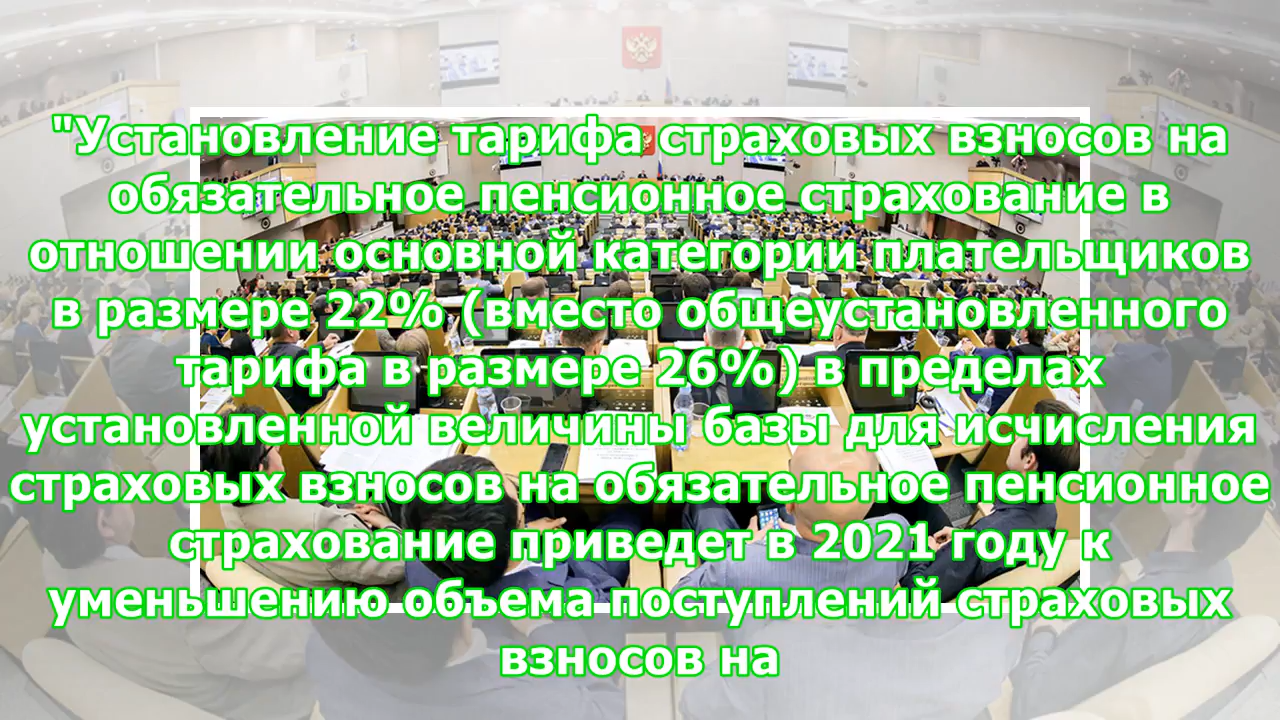 "Установление тарифа страховых взносов на
обязательное пенсионное страхование в
отношении основной категории плательщиков
в размере 22% (вместо общеустановленного
тарифа в размере 26%) в пределах
установленной величины базы для исчисления
страховых взносов на обязательное пенсионное
страхование приведет в 2021 году к
уменьшению объема поступлений страховых
взносов на